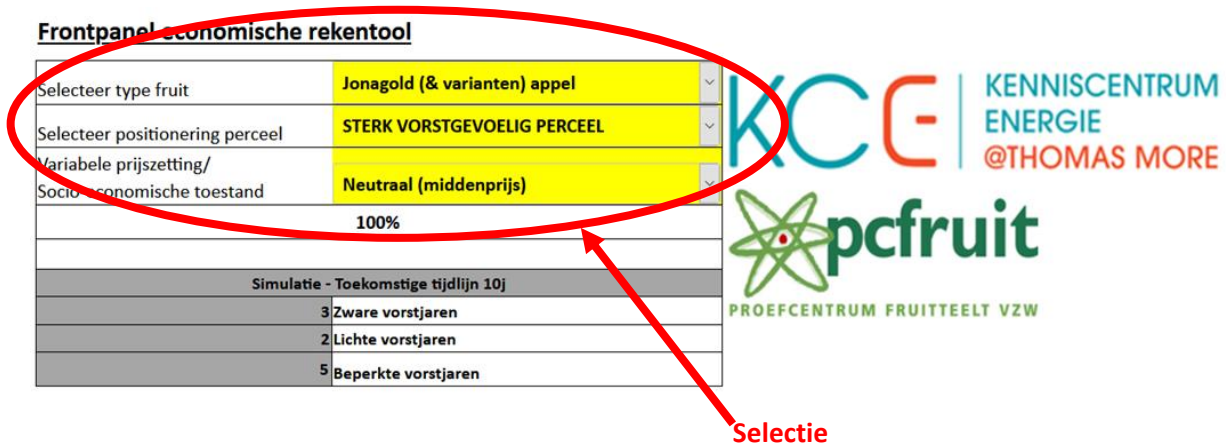 Frontpanel economische rekentool
Selecteer type fruit
Jonagold (& varianten) appel
Selecteer positionering perceel
STERK VORSTGEVOELIG PERCEEL
Variabele prijszetting/
Socio-economische toestand
Neutraal (middenprijs)
100%
Simulatie - Toekomstige tijdlijn 10j
3 Zware vorstjaren
2 Lichte vorstjaren
5 Beperkte vorstjaren
KCE
KENNISCENTRUM
ENERGIE
@THOMAS MORE
pcfruit
PROEFCENTRUM FRUITTEELT VZW
Selectie